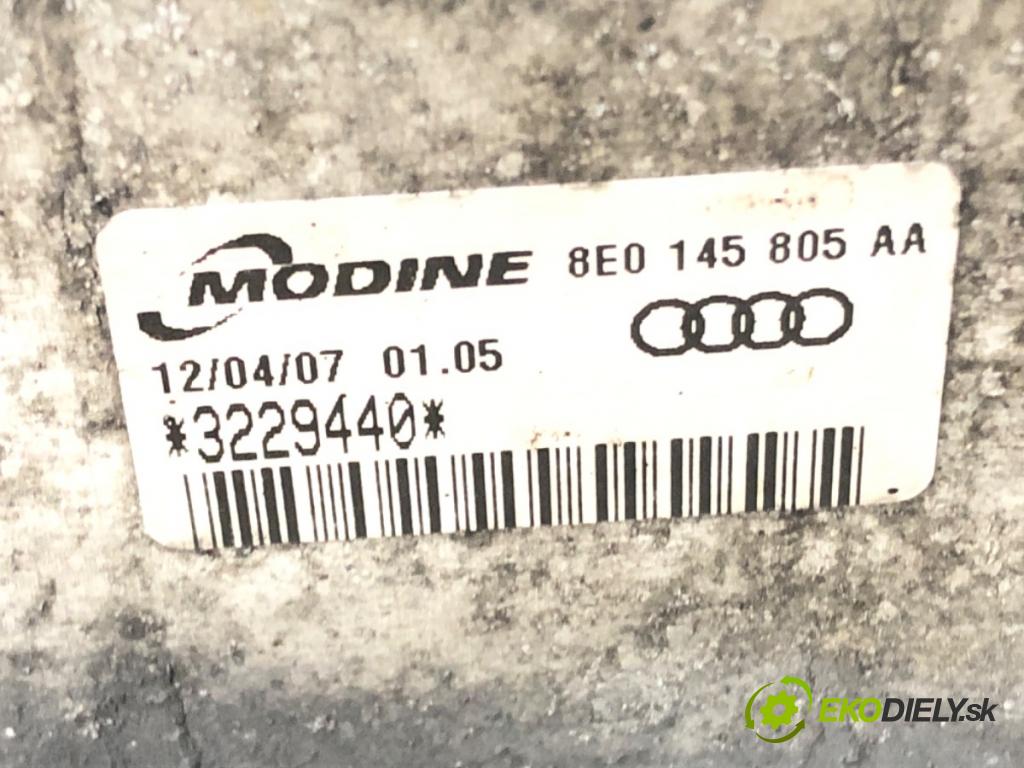 MODINE 8E0 145 805 AA
12/04/07 01.05
*3229440*
EKODIELY.sk